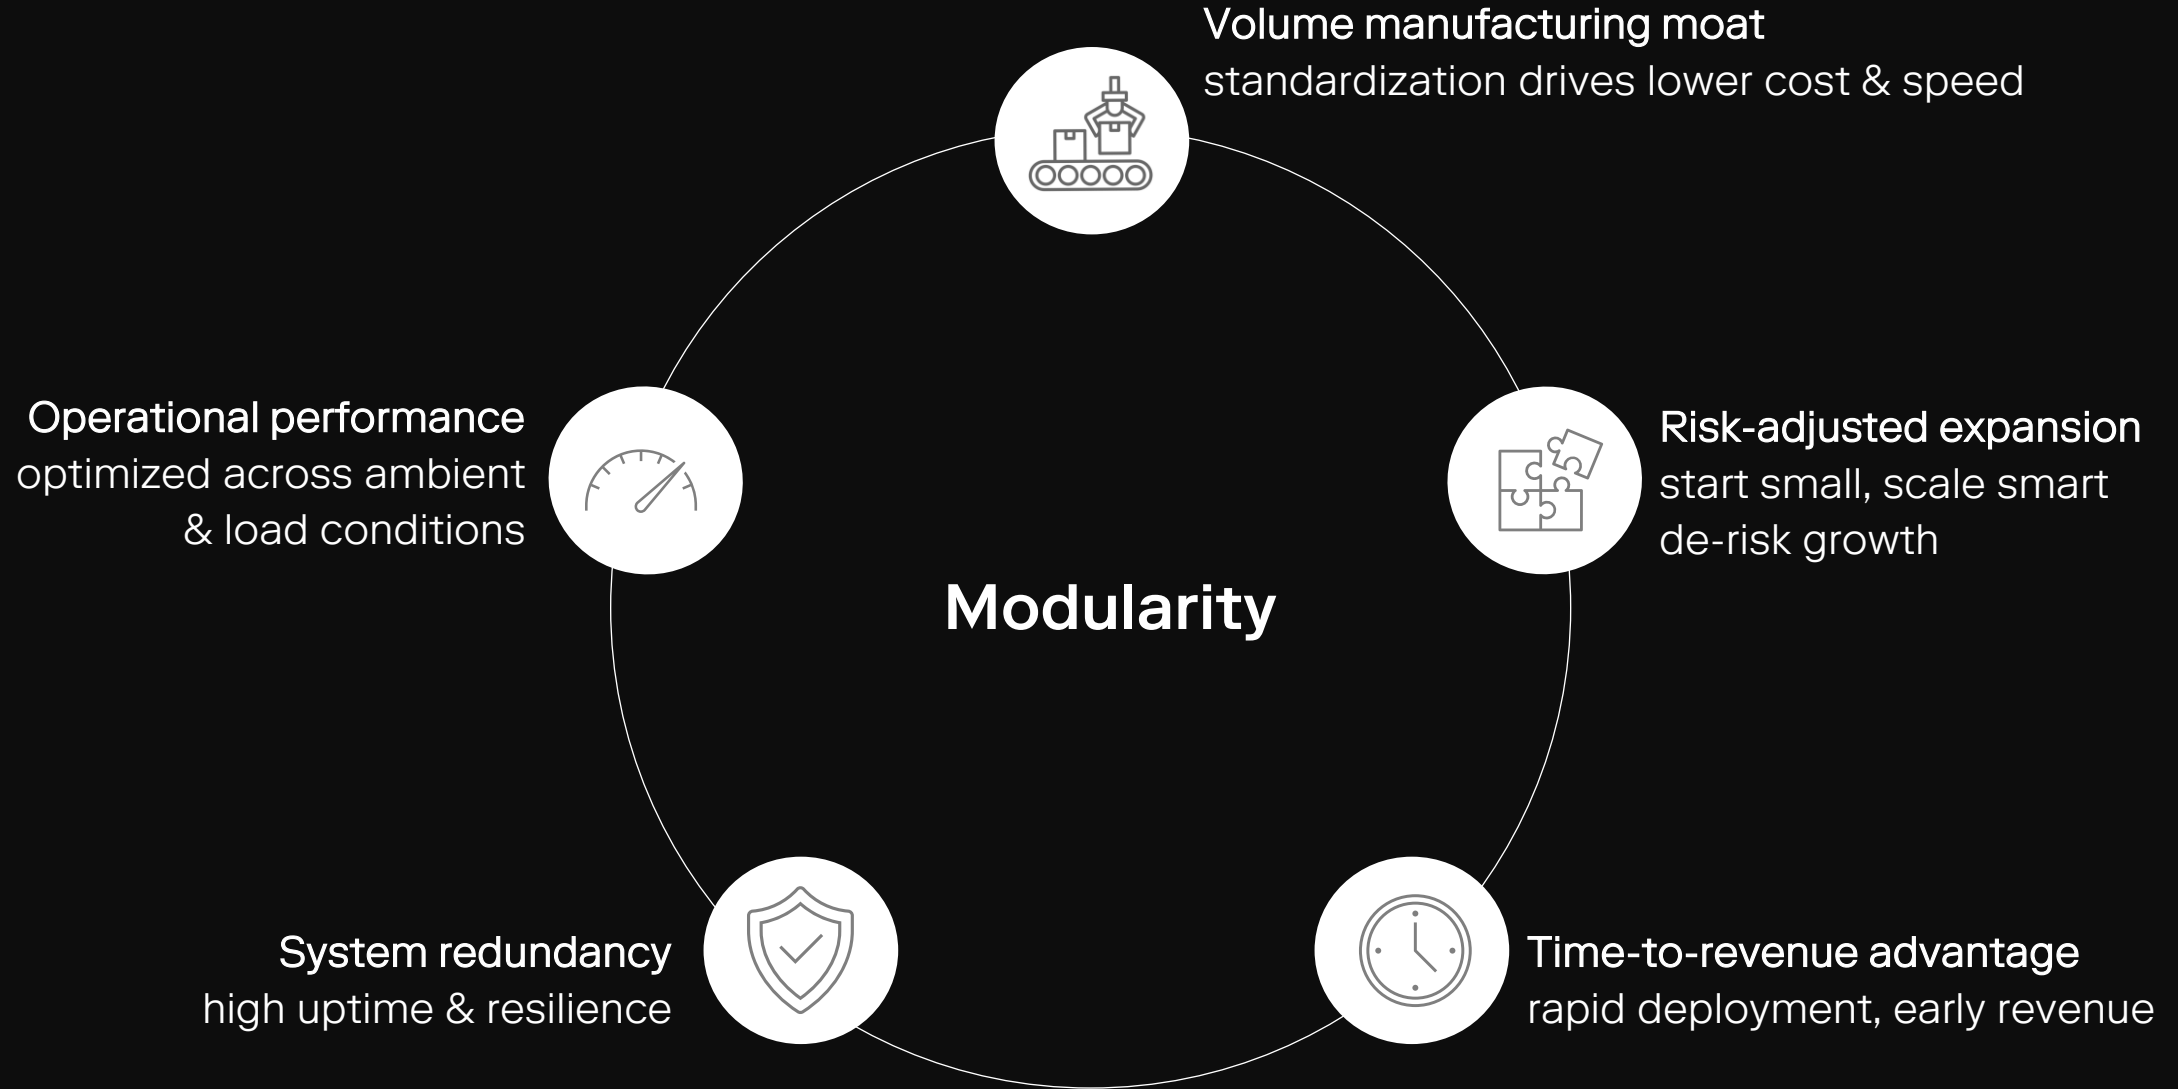 Volume manufacturing moat
standardization drives lower cost & speed
Operational performance
optimized across ambient
& load conditions
Risk-adjusted expansion
start small, scale smart
de-risk growth
Modularity
System redundancy
high uptime & resilience
Time-to-revenue advantage
rapid deployment, early revenue